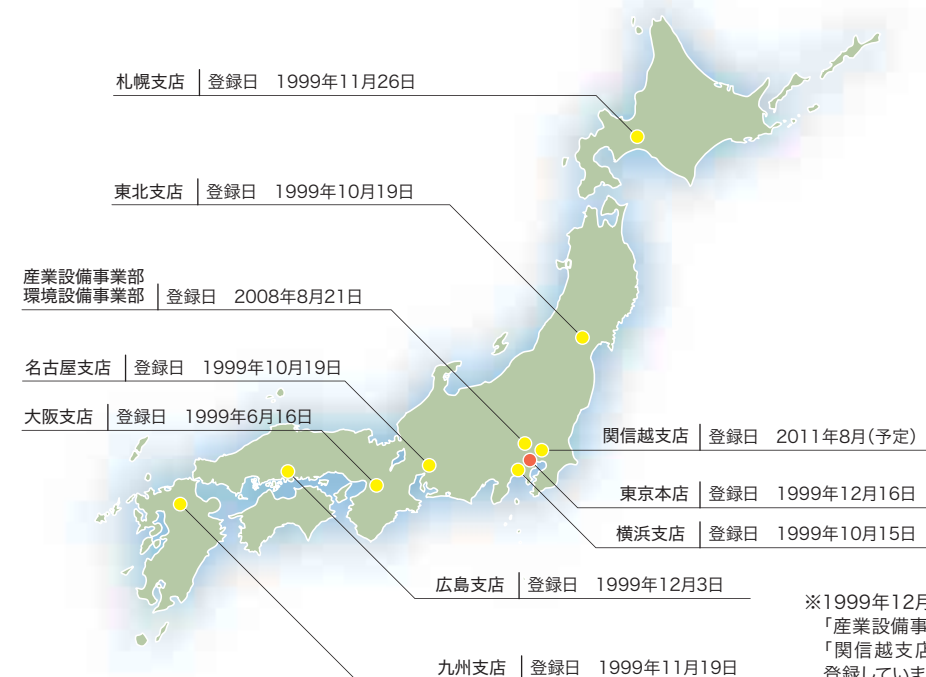 札幌支店 登録日 1999年11月26日
東北支店 登録日 1999年10月19日
産業設備事業部
環境設備事業部 登録日 2008年8月21日
名古屋支店 登録日 1999年10月19日
大阪支店 登録日 1999年6月16日
関信越支店 登録日 2011年8月(予定)
東京本店 登録日 1999年12月16日
横浜支店 登録日 1999年10月15日
広島支店 登録日 1999年12月3日
九州支店 登録日 1999年11月19日
※1999年12月
「産業設備事
「関信越支店
登録していま